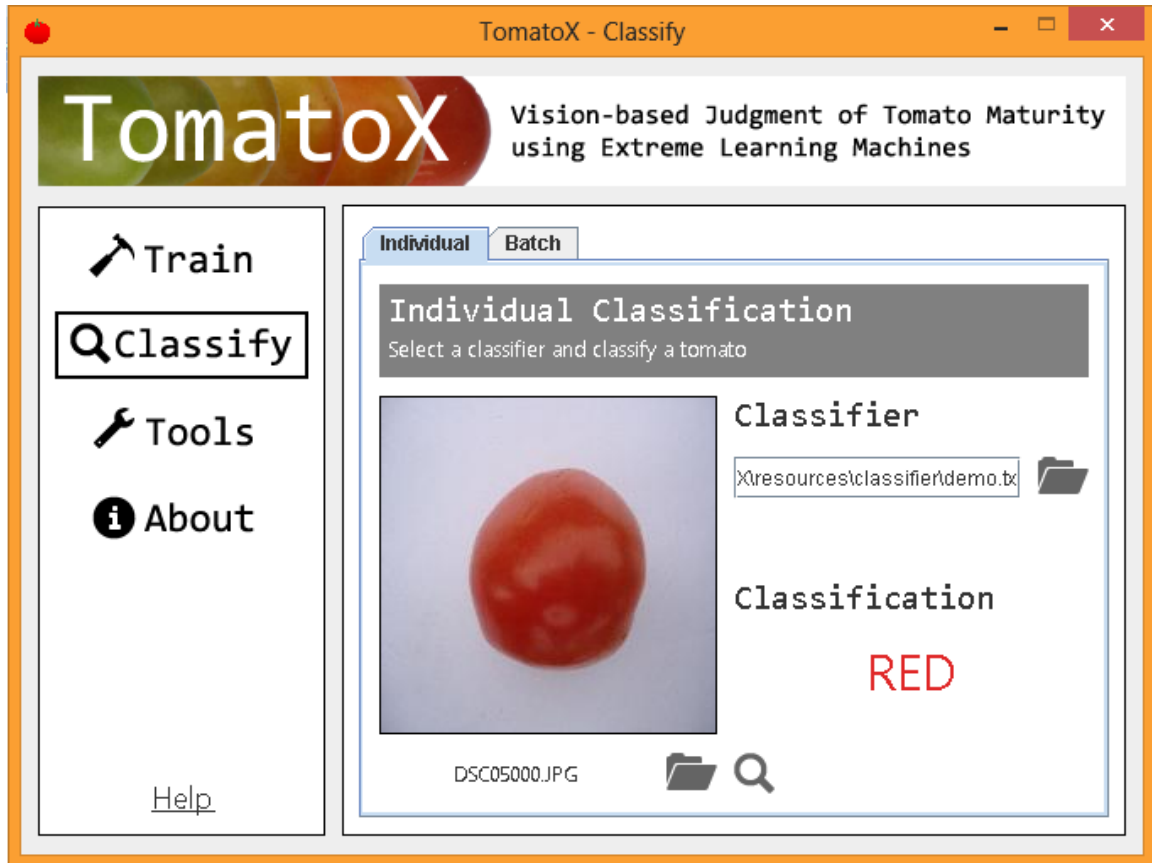 TomatoX - Classify
TomatoX
Vision-based Judgment of Tomato Maturity
using Extreme Learning Machines
Train
Classify
Tools
About
Help
Individual
Batch
Individual Classification
Select a classifier and classify a tomato
Classifier
X\resources\classifier\demo.tx
Classification
RED
DSC05000.JPG